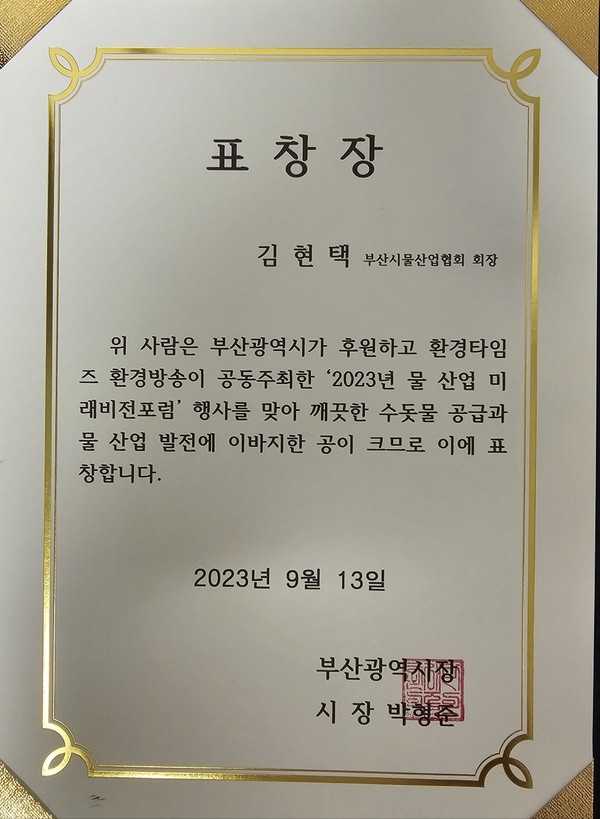 표 창 장
김 현 택 부산시물산업협회 회장
위 사람은 부산광역시가 후원하고 환경타임
즈 환경방송이 공동주최한 '2023년 물 산업 미
래비전포럼' 행사를 맞아 깨끗한 수돗물 공급과
물 산업 발전에 이바지한 공이 크므로 이에 표
창합니다.
2023년 9월 13일
부산광역시장
시 장 박형준